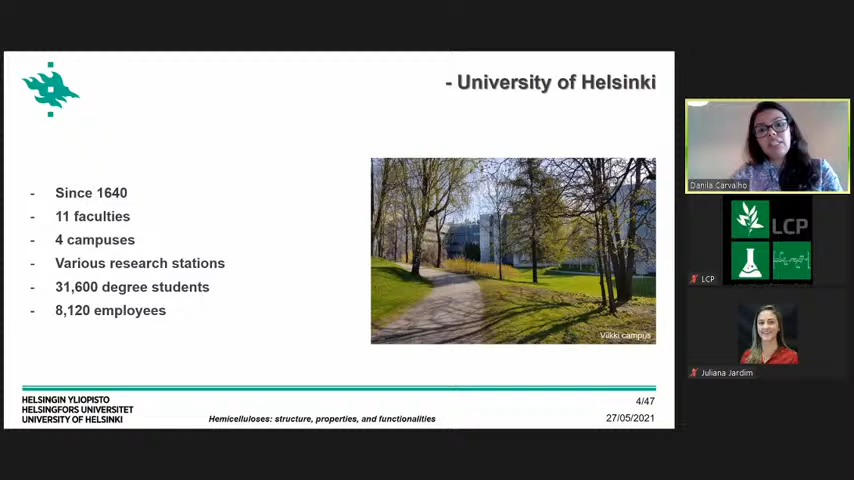 - University of Helsinki
- Since 1640
- 11 faculties
- 4 campuses
- Various research stations
- 31,600 degree students
- 8,120 employees
Viikki campus
HELSINGIN YLIOPISTO
HELSINGFORS UNIVERSITET
UNIVERSITY OF HELSINKI
Hemicelluloses: structure, properties, and functionalities
4/47
27/05/2021
Danila Carvalho
LCP
LCP
Juliana Jardim